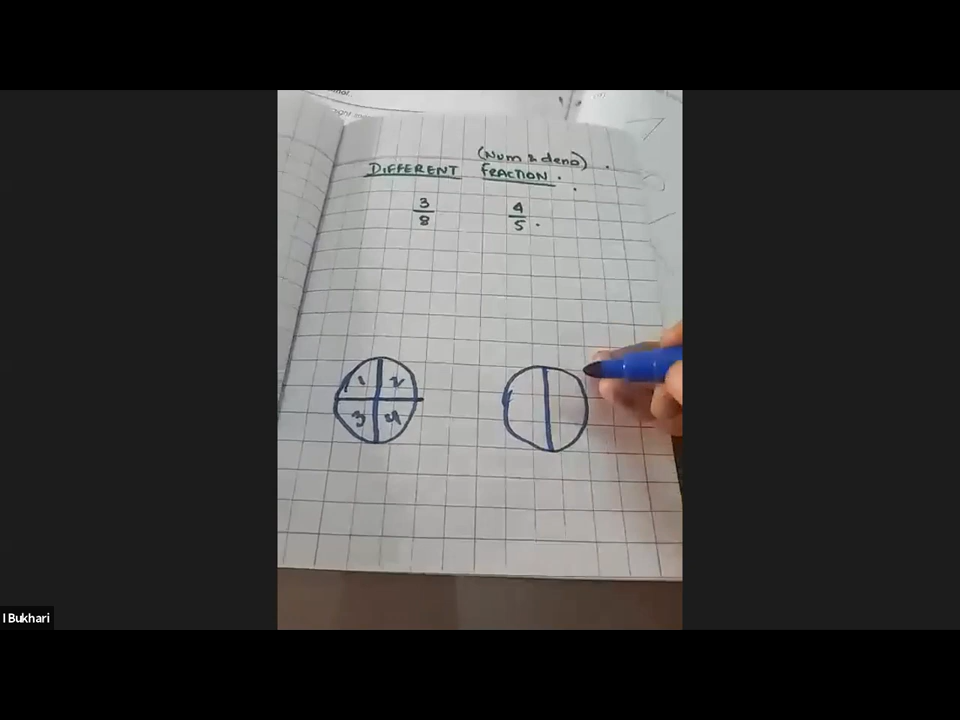 (Num & deno) .
DIFFERENT FRACTION .
3/8 4/5 .
1 2
3 4
I Bukhari